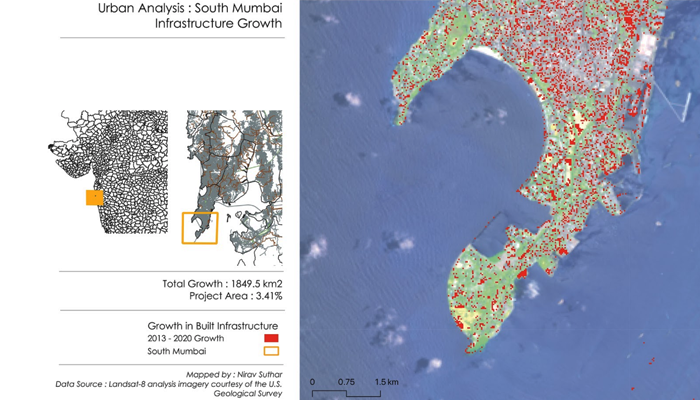 Urban Analysis : South Mumbai
Infrastructure Growth
Total Growth : 1849.5 km2
Project Area : 3.41%
Growth in Built Infrastructure
2013 - 2020 Growth
South Mumbai
Mapped by : Nirav Suthar
Data Source : Landsat-8 analysis imagery courtesy of the U.S.
Geological Survey
0 0.75 1.5 km